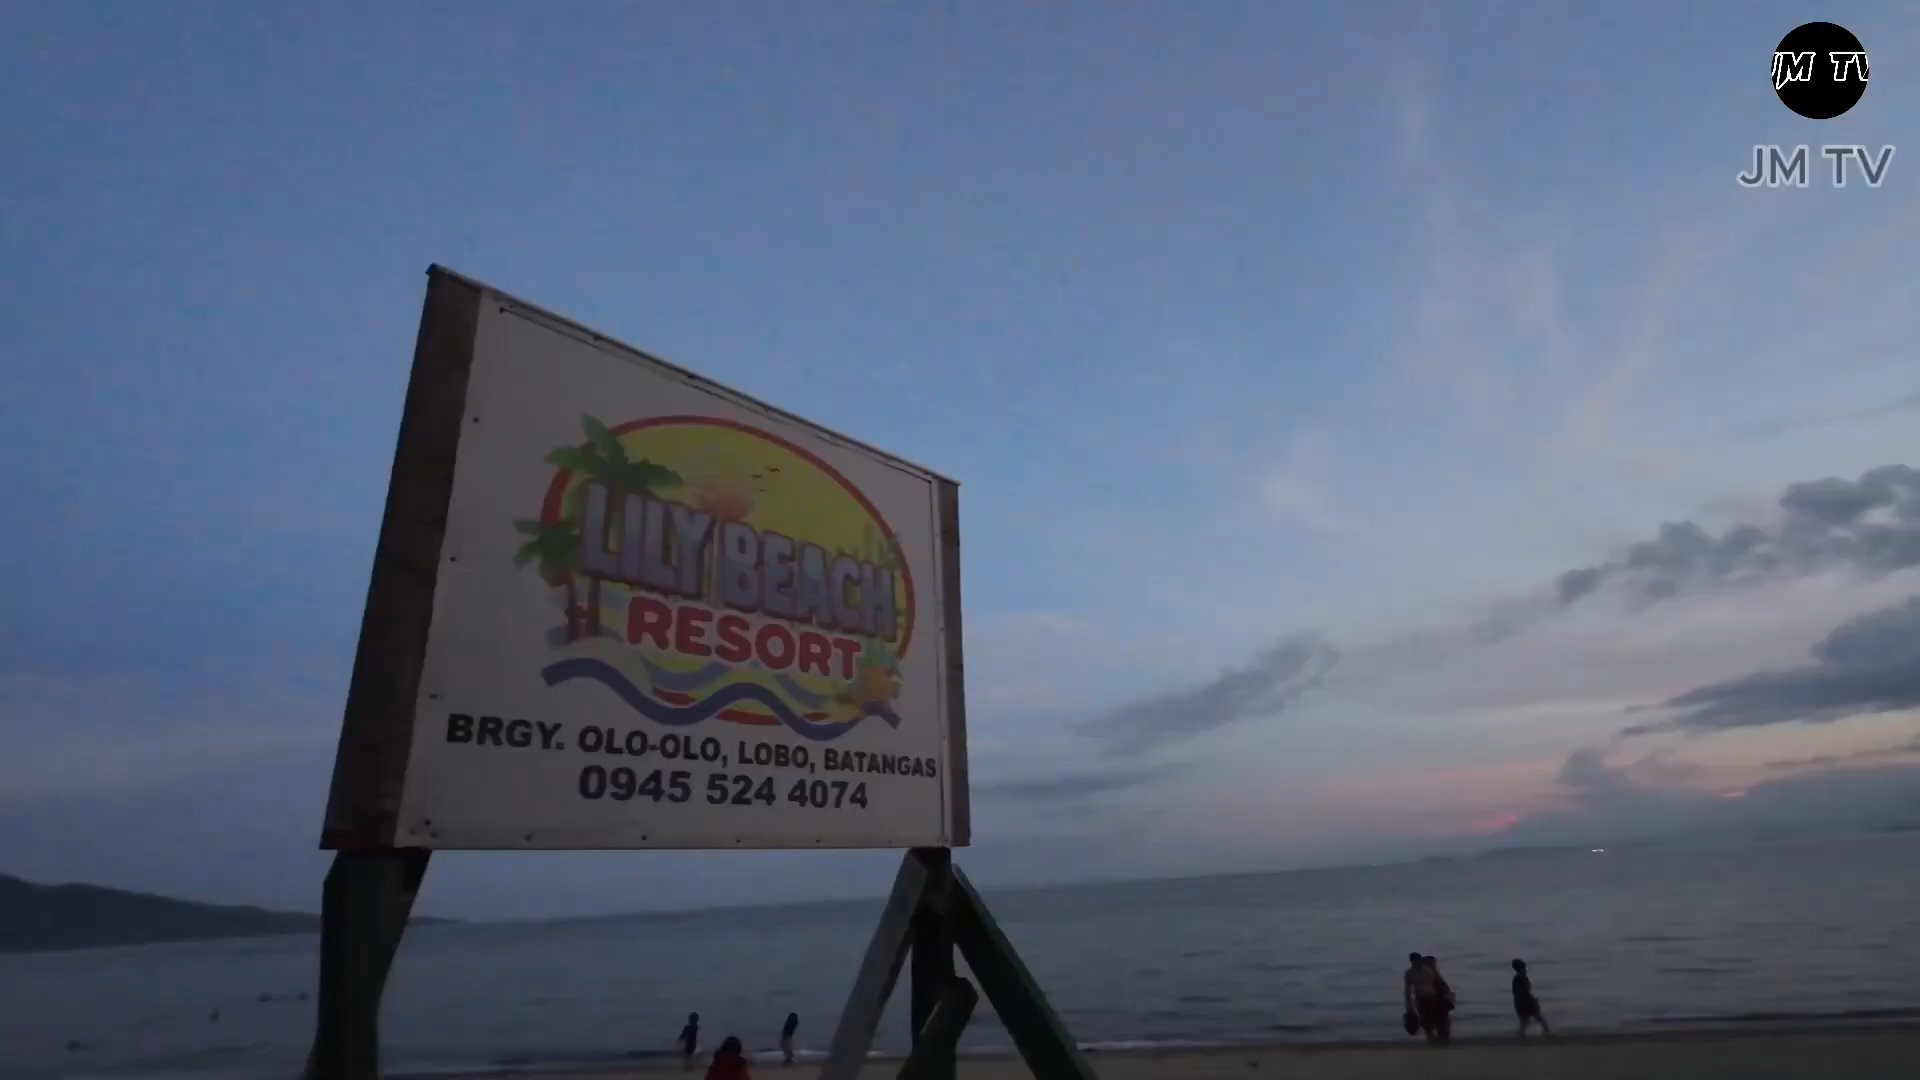 JM TV
JM TV
LILY BEACH
RESORT
BRGY. OLO-OLO, LOBO, BATANGAS
0945 524 4074